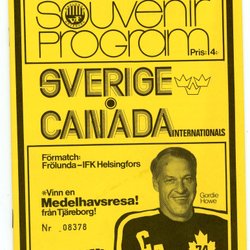 Souvenir
PROGRAM
Pris: 4:-
SVERIGE
CANADA
INTERNATIONALS
Förmatch:
Frölunda–IFK Helsingfors
*Vinn en
Medelhavsresa!
från Tjäreborg!
Nr 08378
Gordie
Howe
74